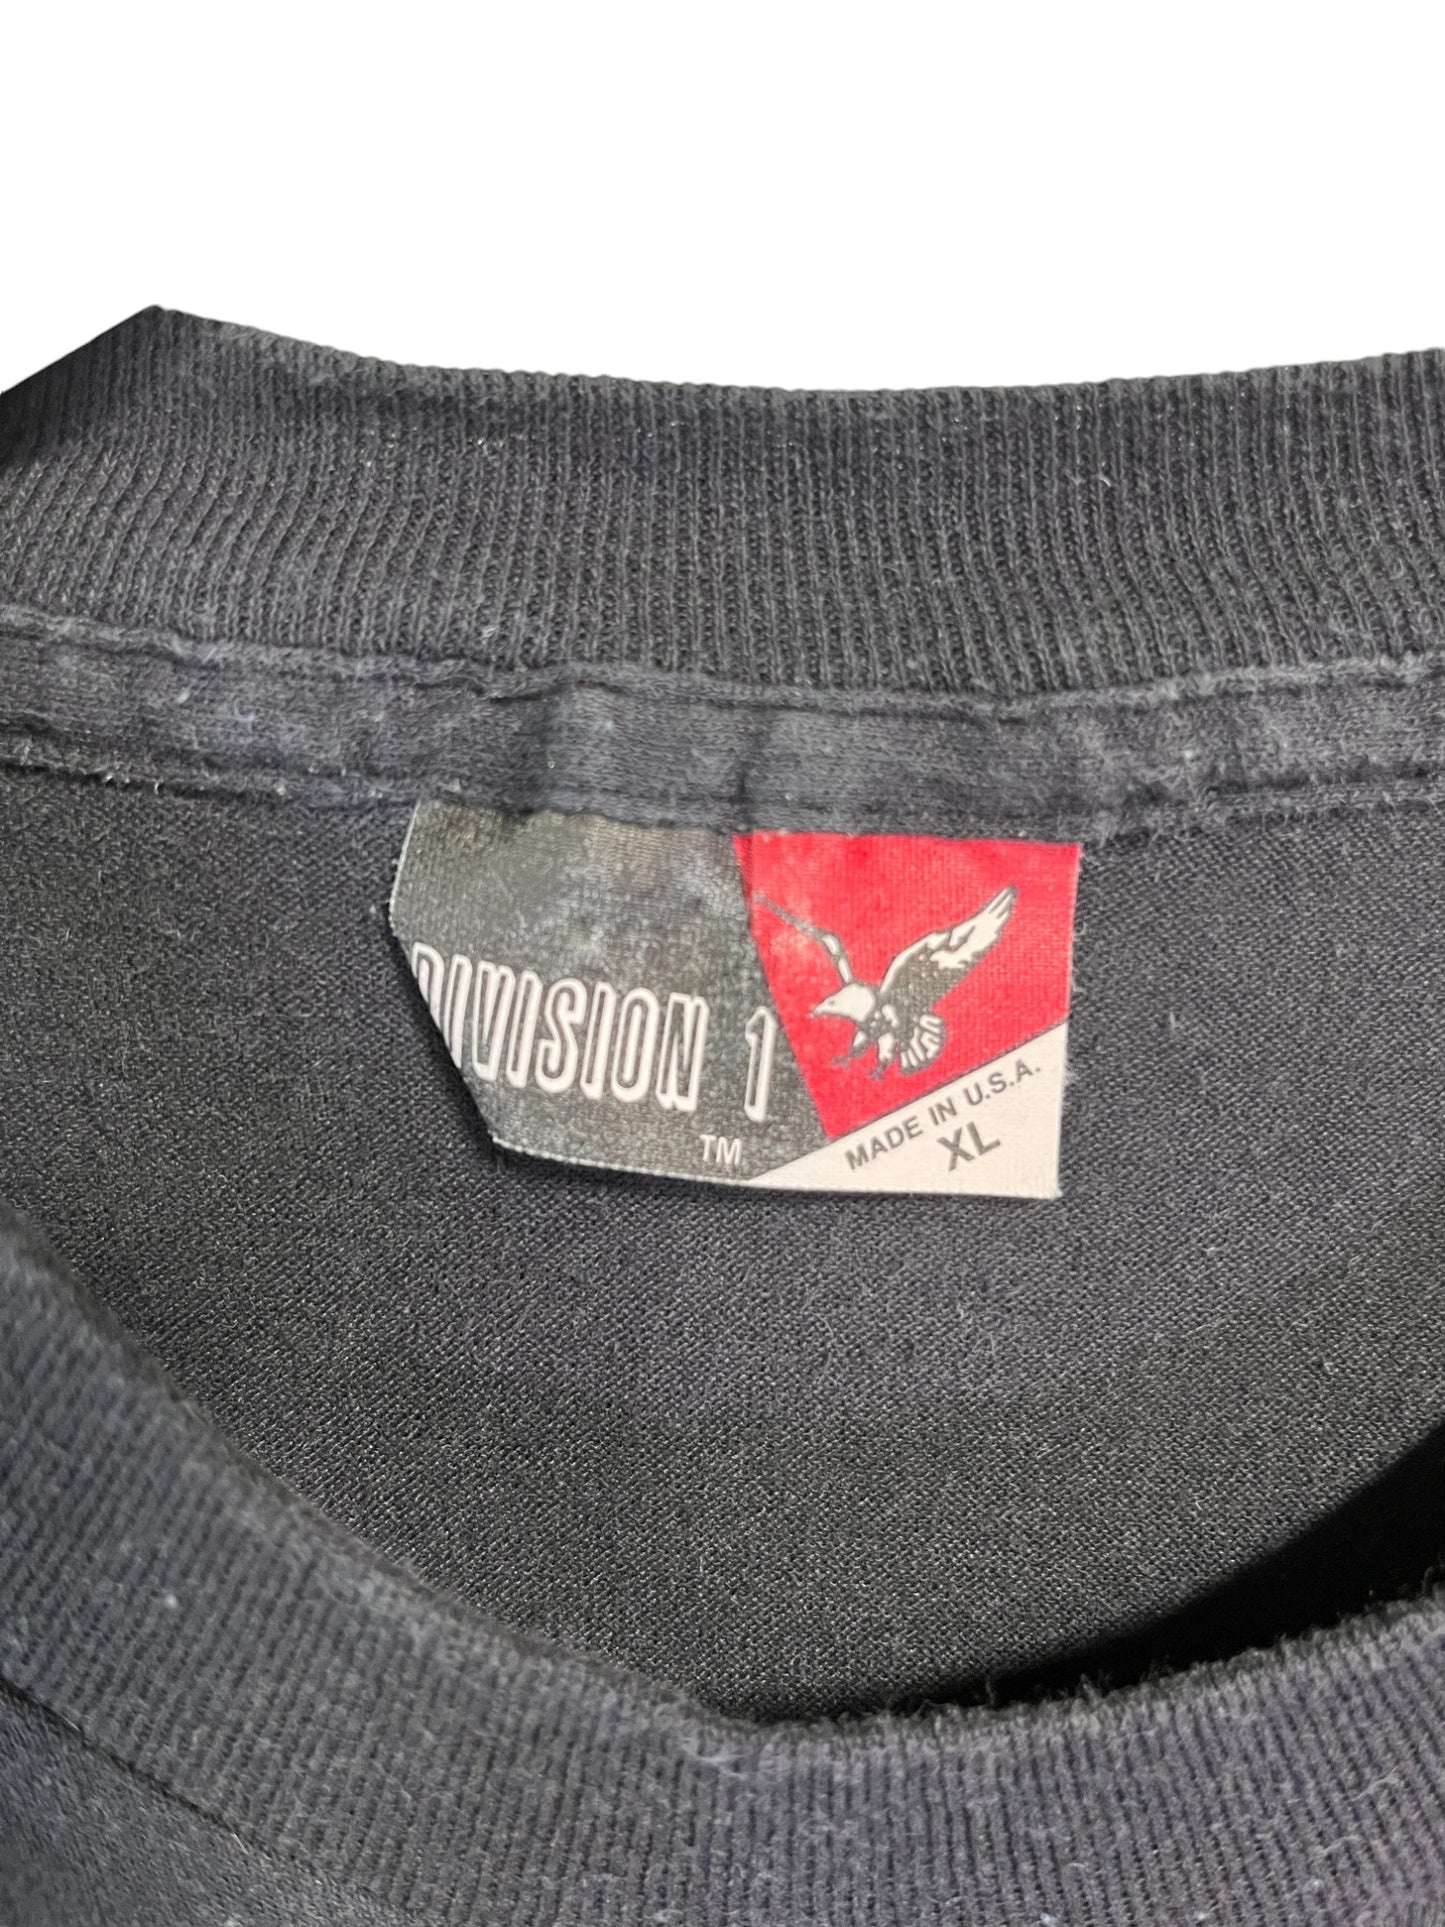 DIVISION 1
TM
MADE IN U.S.A.
XL